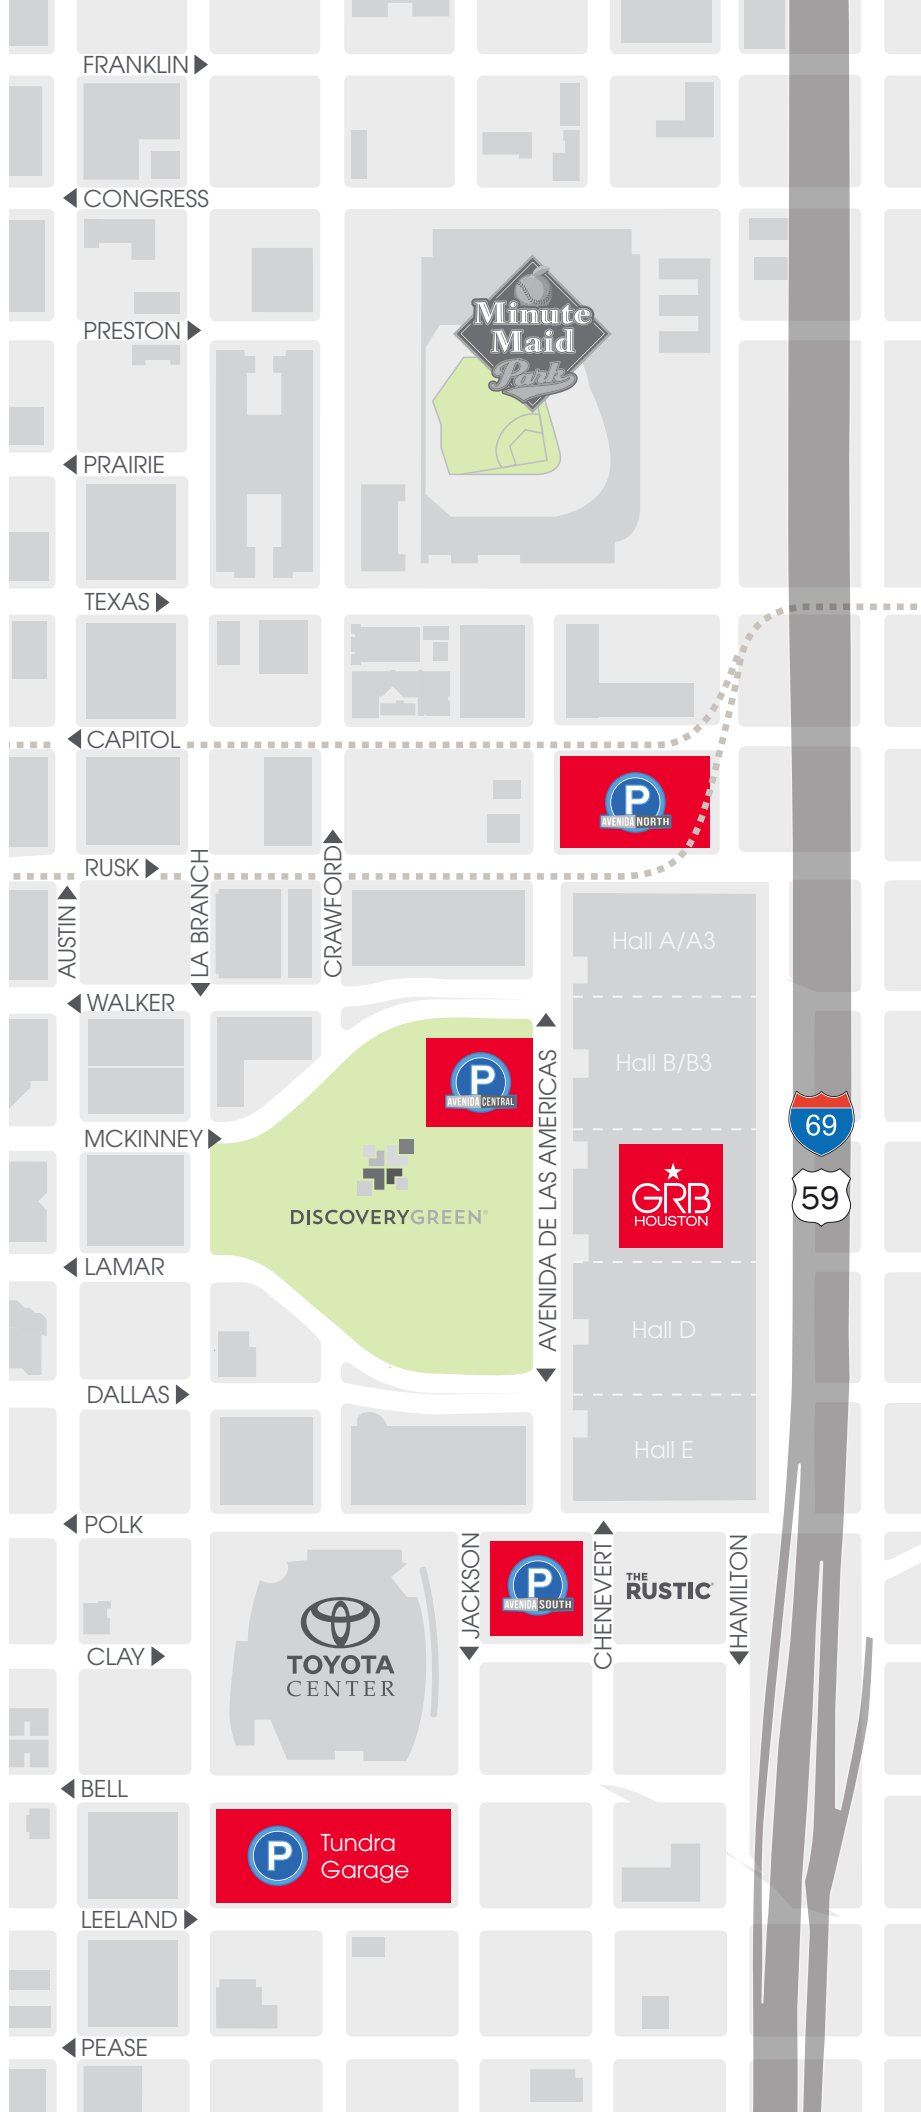 FRANKLIN
CONGRESS
Minute
Maid
Park
PRESTON
PRAIRIE
TEXAS
CAPITOL
P
AVENIDA NORTH
RUSK
AUSTIN
LA BRANCH
CRAWFORD
Hall A/A3
WALKER
Hall B/B3
P
AVENIDA CENTRAL
AVENIDA DE LAS AMERICAS
69
MCKINNEY
GRB
HOUSTON
59
DISCOVERYGREEN®
LAMAR
Hall D
DALLAS
Hall E
POLK
JACKSON
P
AVENIDA SOUTH
CHENEVERT
THE
RUSTIC
HAMILTON
CLAY
TOYOTA
CENTER
BELL
P
Tundra
Garage
LEELAND
PEASE